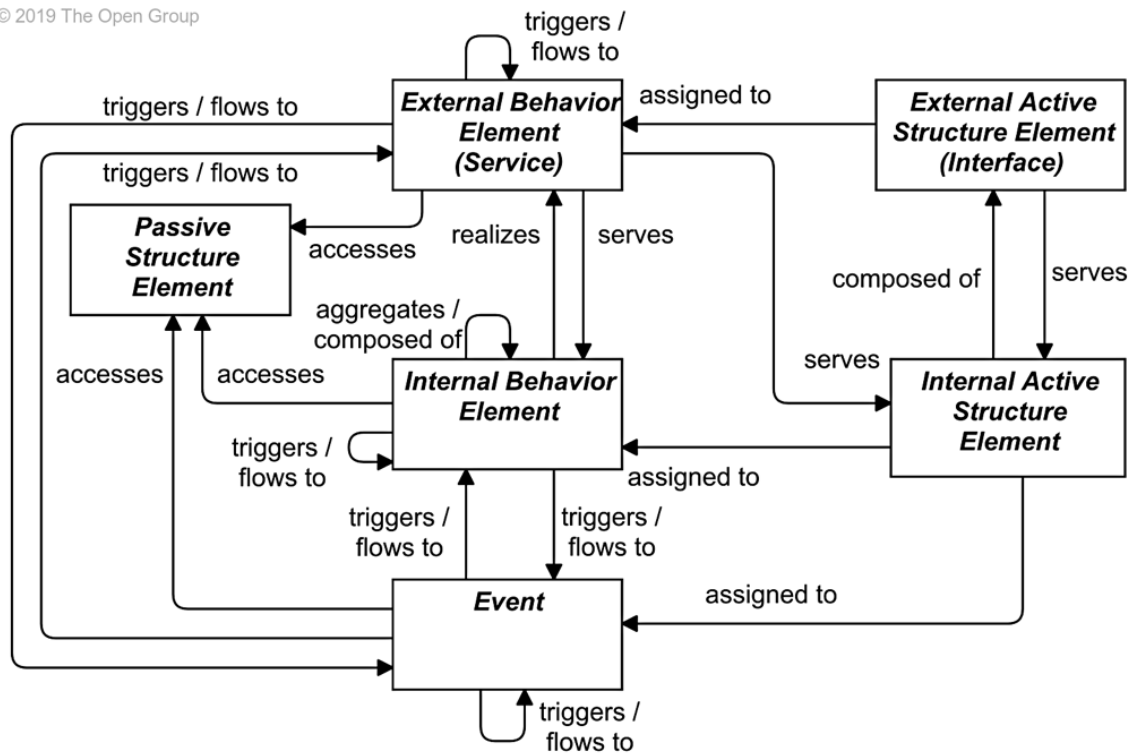 © 2019 The Open Group
triggers /
flows to
triggers / flows to
External Behavior
Element
(Service)
assigned to
External Active
Structure Element
(Interface)
triggers / flows to
Passive
Structure
Element
accesses
realizes
serves
composed of
serves
aggregates /
composed of
accesses
accesses
Internal Behavior
Element
serves
Internal Active
Structure
Element
triggers /
flows to
assigned to
triggers /
flows to
triggers /
flows to
Event
assigned to
triggers /
flows to